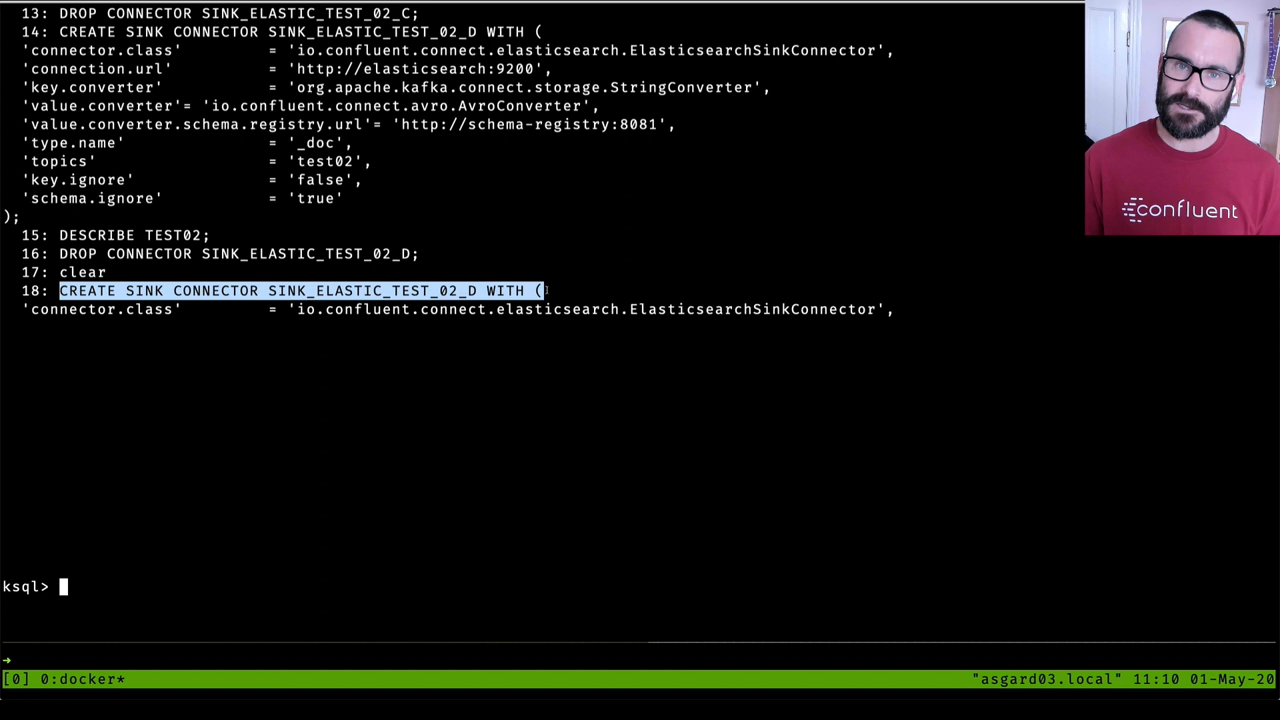 13: DROP CONNECTOR SINK_ELASTIC_TEST_02_C;
14: CREATE SINK CONNECTOR SINK_ELASTIC_TEST_02_D WITH (
'connector.class' = 'io.confluent.connect.elasticsearch.ElasticsearchSinkConnector',
'connection.url' = 'http://elasticsearch:9200',
'key.converter' = 'org.apache.kafka.connect.storage.StringConverter',
'value.converter'= 'io.confluent.connect.avro.AvroConverter',
'value.converter.schema.registry.url'= 'http://schema-registry:8081',
'type.name' = '_doc',
'topics' = 'test02',
'key.ignore' = 'false',
'schema.ignore' = 'true'
);
15: DESCRIBE TEST02;
16: DROP CONNECTOR SINK_ELASTIC_TEST_02_D;
17: clear
18: CREATE SINK CONNECTOR SINK_ELASTIC_TEST_02_D WITH (
'connector.class' = 'io.confluent.connect.elasticsearch.ElasticsearchSinkConnector',
confluent
ksql>
➜
[0] 0:docker* "asgard03.local" 11:10 01-May-20